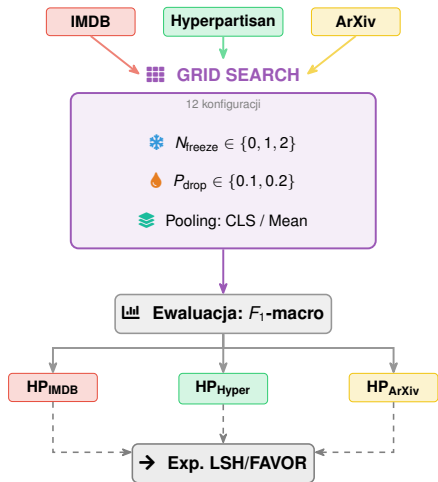 IMDB Hyperpartisan ArXiv
GRID SEARCH
12 konfiguracji
N_freeze ∈ {0, 1, 2}
P_drop ∈ {0.1, 0.2}
Pooling: CLS / Mean
Ewaluacja: F₁-macro
HP_IMDB HP_Hyper HP_ArXiv
→ Exp. LSH/FAVOR